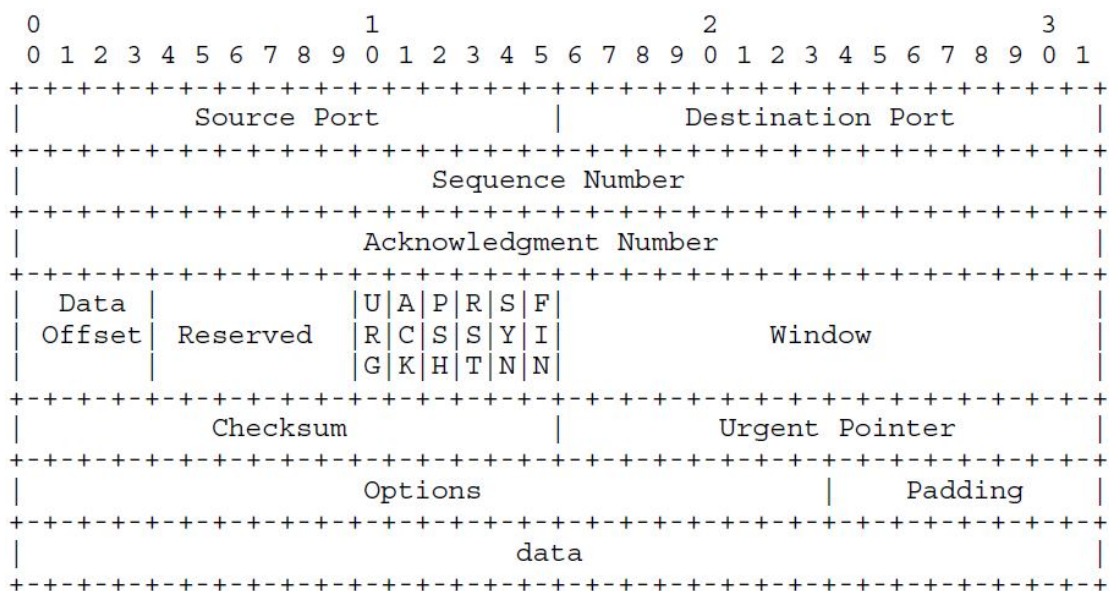 0                   1                   2                   3
 0 1 2 3 4 5 6 7 8 9 0 1 2 3 4 5 6 7 8 9 0 1 2 3 4 5 6 7 8 9 0 1
+-+-+-+-+-+-+-+-+-+-+-+-+-+-+-+-+-+-+-+-+-+-+-+-+-+-+-+-+-+-+-+-+
|          Source Port          |       Destination Port        |
+-+-+-+-+-+-+-+-+-+-+-+-+-+-+-+-+-+-+-+-+-+-+-+-+-+-+-+-+-+-+-+-+
|                        Sequence Number                        |
+-+-+-+-+-+-+-+-+-+-+-+-+-+-+-+-+-+-+-+-+-+-+-+-+-+-+-+-+-+-+-+-+
|                    Acknowledgment Number                      |
+-+-+-+-+-+-+-+-+-+-+-+-+-+-+-+-+-+-+-+-+-+-+-+-+-+-+-+-+-+-+-+-+
|  Data |           |U|A|P|R|S|F|                               |
| Offset| Reserved  |R|C|S|S|Y|I|            Window             |
|       |           |G|K|H|T|N|N|                               |
+-+-+-+-+-+-+-+-+-+-+-+-+-+-+-+-+-+-+-+-+-+-+-+-+-+-+-+-+-+-+-+-+
|           Checksum            |         Urgent Pointer        |
+-+-+-+-+-+-+-+-+-+-+-+-+-+-+-+-+-+-+-+-+-+-+-+-+-+-+-+-+-+-+-+-+
|                    Options                    |    Padding    |
+-+-+-+-+-+-+-+-+-+-+-+-+-+-+-+-+-+-+-+-+-+-+-+-+-+-+-+-+-+-+-+-+
|                             data                              |
+-+-+-+-+-+-+-+-+-+-+-+-+-+-+-+-+-+-+-+-+-+-+-+-+-+-+-+-+-+-+-+-+